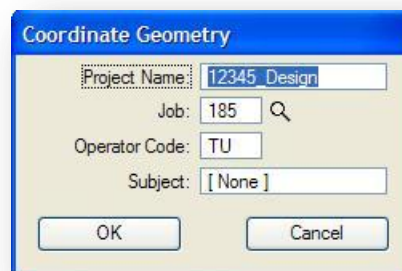 Coordinate Geometry
Project Name: 12345_Design
Job: 185
Operator Code: TU
Subject: [ None ]
OK Cancel